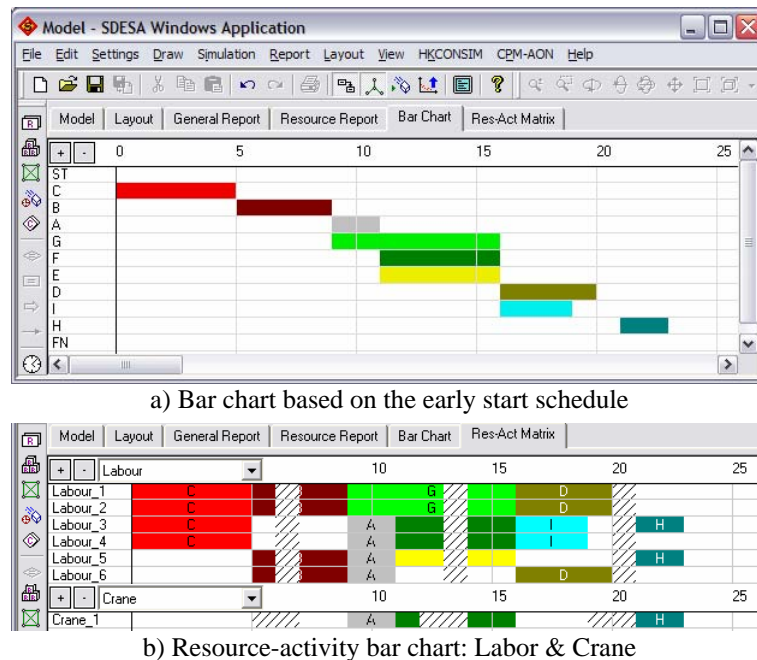 Model - SDESA Windows Application
File Edit Settings Draw Simulation Report Layout View HKCONSIM CPM-AON Help
Model Layout General Report Resource Report Bar Chart Res-Act Matrix
+ - 0 5 10 15 20 25
ST
C
B
A
G
F
E
D
I
H
FN
a) Bar chart based on the early start schedule
Model Layout General Report Resource Report Bar Chart Res-Act Matrix
+ - Labour 10 15 20 25
Labour_1 C G D
Labour_2 C G D
Labour_3 C A I H
Labour_4 C A I
Labour_5 A H
Labour_6 A D
+ - Crane 10 15 20 25
Crane_1 A H
b) Resource-activity bar chart: Labor & Crane